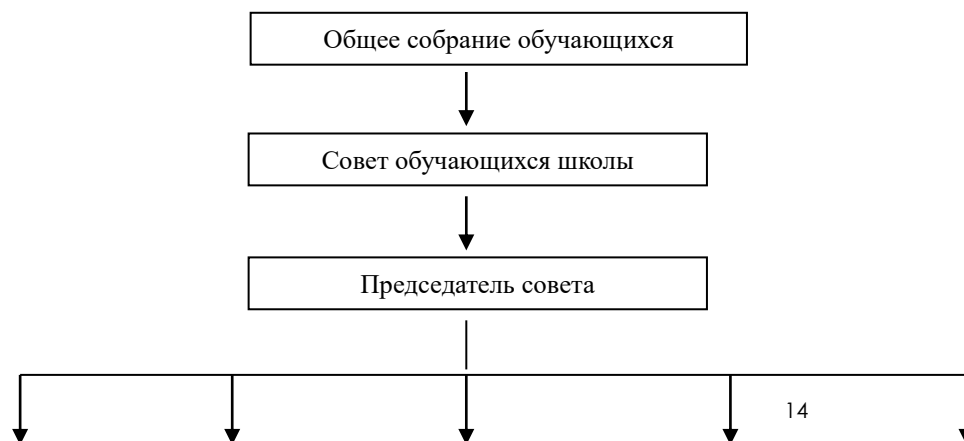 Общее собрание обучающихся
Совет обучающихся школы
Председатель совета
14